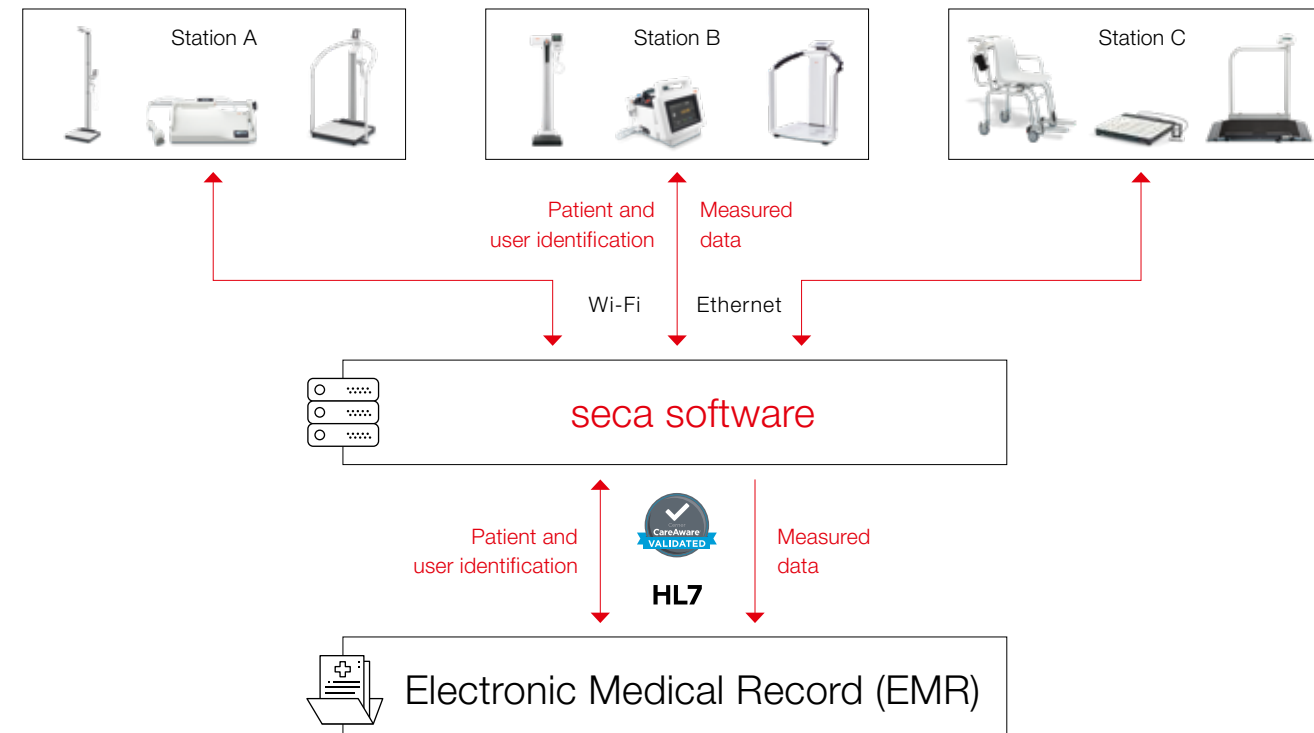 Station A
Station B
Station C
Patient and
user identification
Measured
data
Wi-Fi
Ethernet
seca software
Patient and
user identification
Cerner
CareAware
VALIDATED
HL7
Measured
data
Electronic Medical Record (EMR)